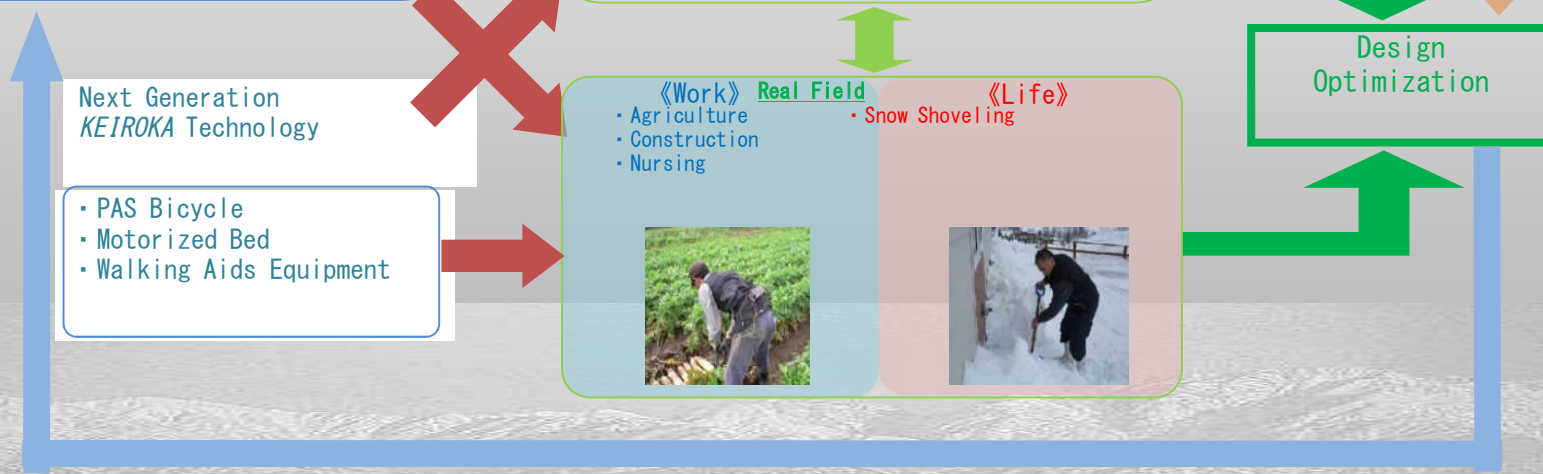 Next Generation
KEIROKA Technology
・PAS Bicycle
・Motorized Bed
・Walking Aids Equipment
《Work》 Real Field 《Life》
・Agriculture
・Construction
・Nursing
・Snow Shoveling
Design
Optimization